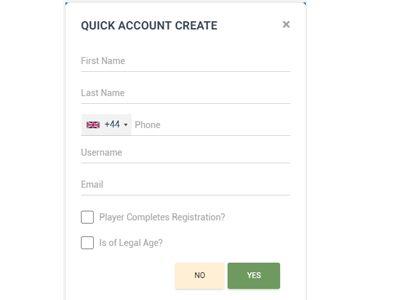 QUICK ACCOUNT CREATE ×
First Name
Last Name
+44 Phone
Username
Email
Player Completes Registration?
Is of Legal Age?
NO YES